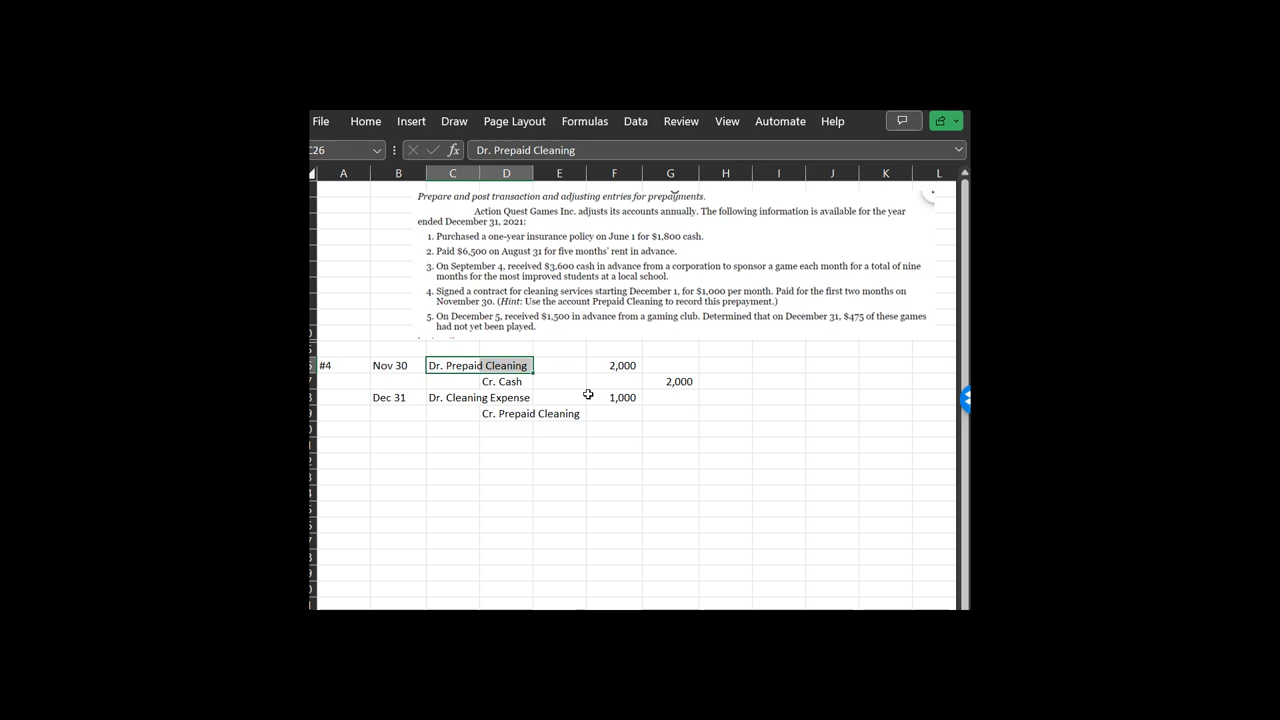 File Home Insert Draw Page Layout Formulas Data Review View Automate Help
C26 fx Dr. Prepaid Cleaning
A B C D E F G H I J K L
Prepare and post transaction and adjusting entries for prepayments.
Action Quest Games Inc. adjusts its accounts annually. The following information is available for the year
ended December 31, 2021:
1. Purchased a one-year insurance policy on June 1 for $1,800 cash.
2. Paid $6,500 on August 31 for five months' rent in advance.
3. On September 4, received $3,600 cash in advance from a corporation to sponsor a game each month for a total of nine
months for the most improved students at a local school.
4. Signed a contract for cleaning services starting December 1, for $1,000 per month. Paid for the first two months on
November 30. (Hint: Use the account Prepaid Cleaning to record this prepayment.)
5. On December 5, received $1,500 in advance from a gaming club. Determined that on December 31, $475 of these games
had not yet been played.
#4 Nov 30 Dr. Prepaid Cleaning 2,000
Cr. Cash 2,000
Dec 31 Dr. Cleaning Expense 1,000
Cr. Prepaid Cleaning